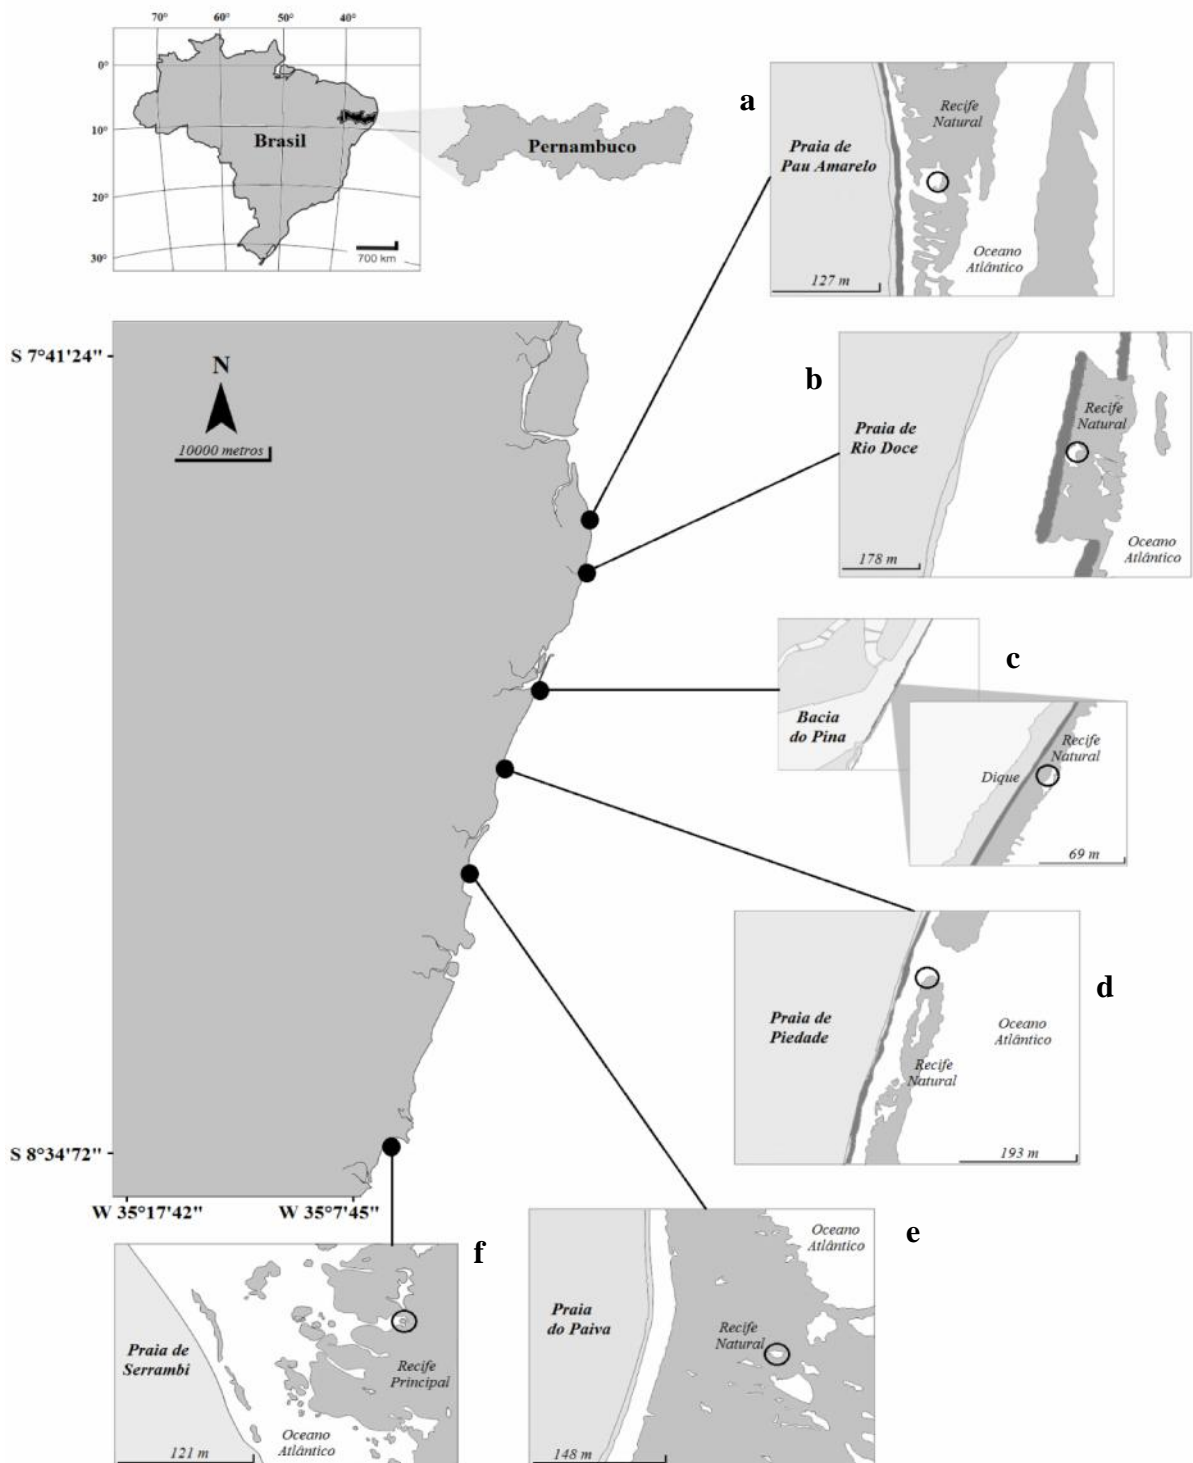 70°
60°
50°
40°
0°
10°
20°
30°
Brasil
700 km
Pernambuco
a
Praia de
Pau Amarelo
Recife
Natural
Oceano
Atlântico
127 m
b
Praia de
Rio Doce
Recife
Natural
Oceano
Atlântico
178 m
S 7°41'24"
N
10000 metros
c
Bacia
do Pina
Recife
Natural
Dique
69 m
d
Praia de
Piedade
Oceano
Atlântico
Recife
Natural
193 m
S 8°34'72"
W 35°17'42"
W 35°7'45"
e
Oceano
Atlântico
Praia
do Paiva
Recife
Natural
148 m
f
Praia de
Serrambi
Recife
Principal
Oceano
Atlântico
121 m